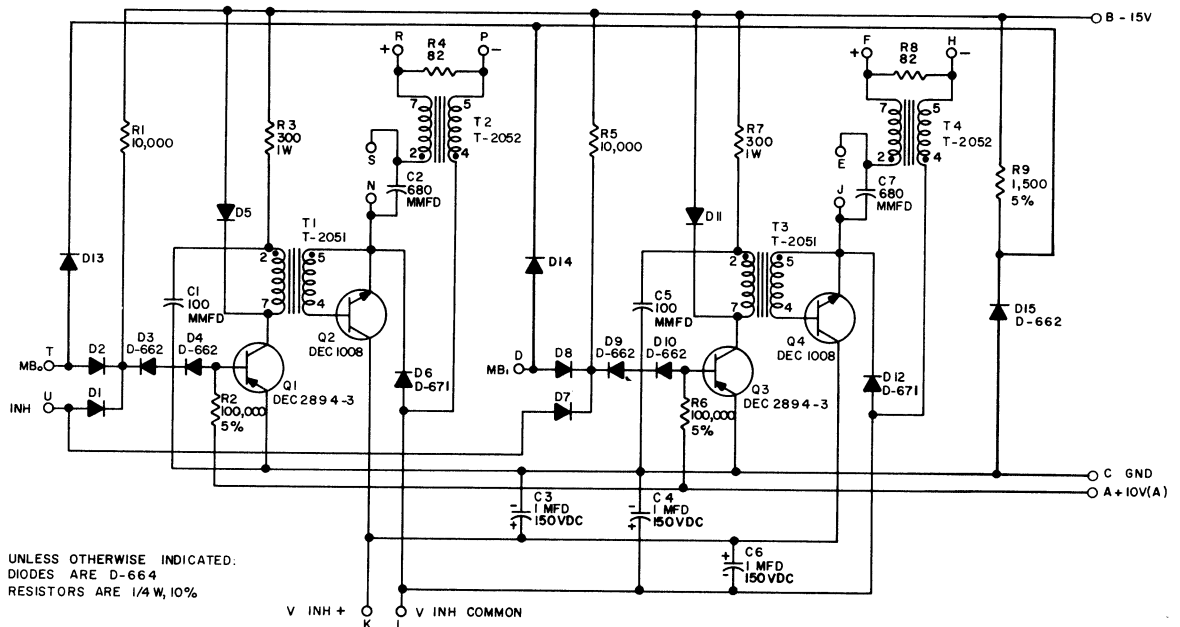 B - 15V
R
P
+
R4
82
-
7
5
T2
T-2052
2
4
S
C2
680
MMFD
N
F
H
+
R8
82
-
7
5
T4
T-2052
2
4
E
C7
680
MMFD
J
R1
10,000
R3
300
1W
R5
10,000
R7
300
1W
R9
1,500
5%
D5
T1
T-2051
2
5
7
4
D11
T3
T-2051
2
5
7
4
D13
C1
100
MMFD
D14
C5
100
MMFD
D15
D-662
Q2
DEC 1008
Q4
DEC 1008
T
MB0
D2
D3
D-662
D4
D-662
D
MB1
D8
D9
D-662
D10
D-662
D6
D-671
D12
D-671
U
INH
D1
R2
100,000
5%
Q1
DEC 2894-3
D7
R6
100,000
5%
Q3
DEC 2894-3
C GND
A +10V(A)
C3
1 MFD
150VDC
-
+
C4
1 MFD
150VDC
-
+
C6
1 MFD
150VDC
+
-
UNLESS OTHERWISE INDICATED:
DIODES ARE D-664
RESISTORS ARE 1/4 W, 10%
V INH +
K
V INH COMMON